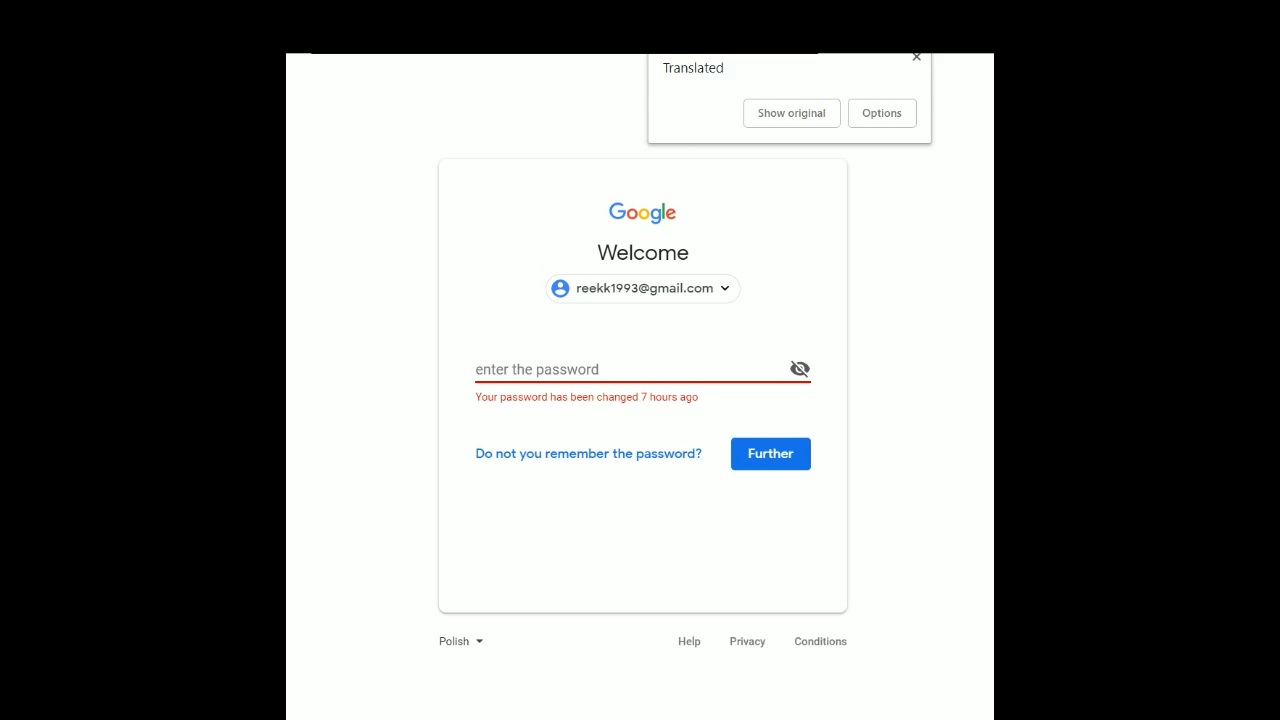 Translated
Show original
Options
Google
Welcome
reekk1993@gmail.com
enter the password
Your password has been changed 7 hours ago
Do not you remember the password?
Further
Polish
Help
Privacy
Conditions